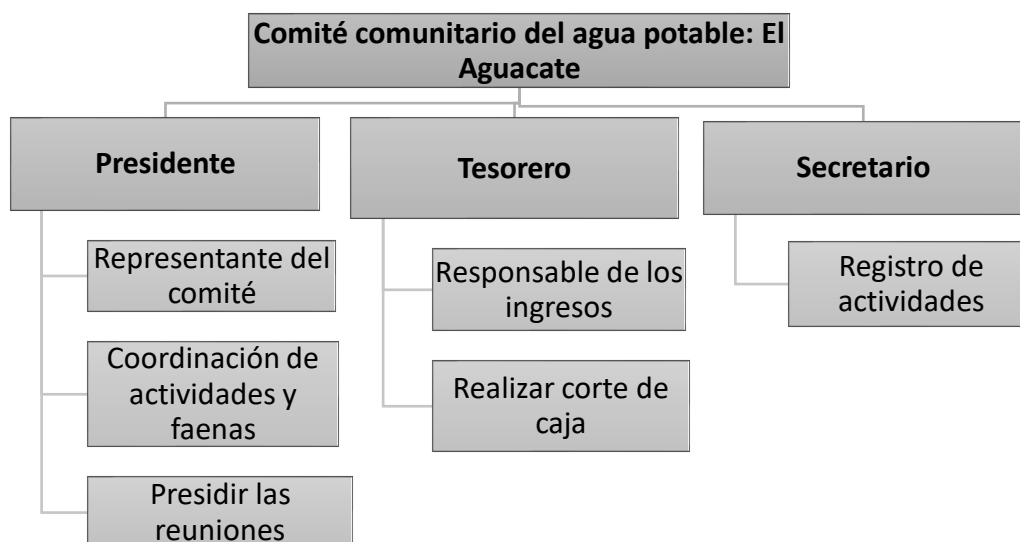 Comité comunitario del agua potable: El
Aguacate
Presidente
Representante del
comité
Coordinación de
actividades y
faenas
Presidir las
reuniones
Tesorero
Responsable de los
ingresos
Realizar corte de
caja
Secretario
Registro de
actividades